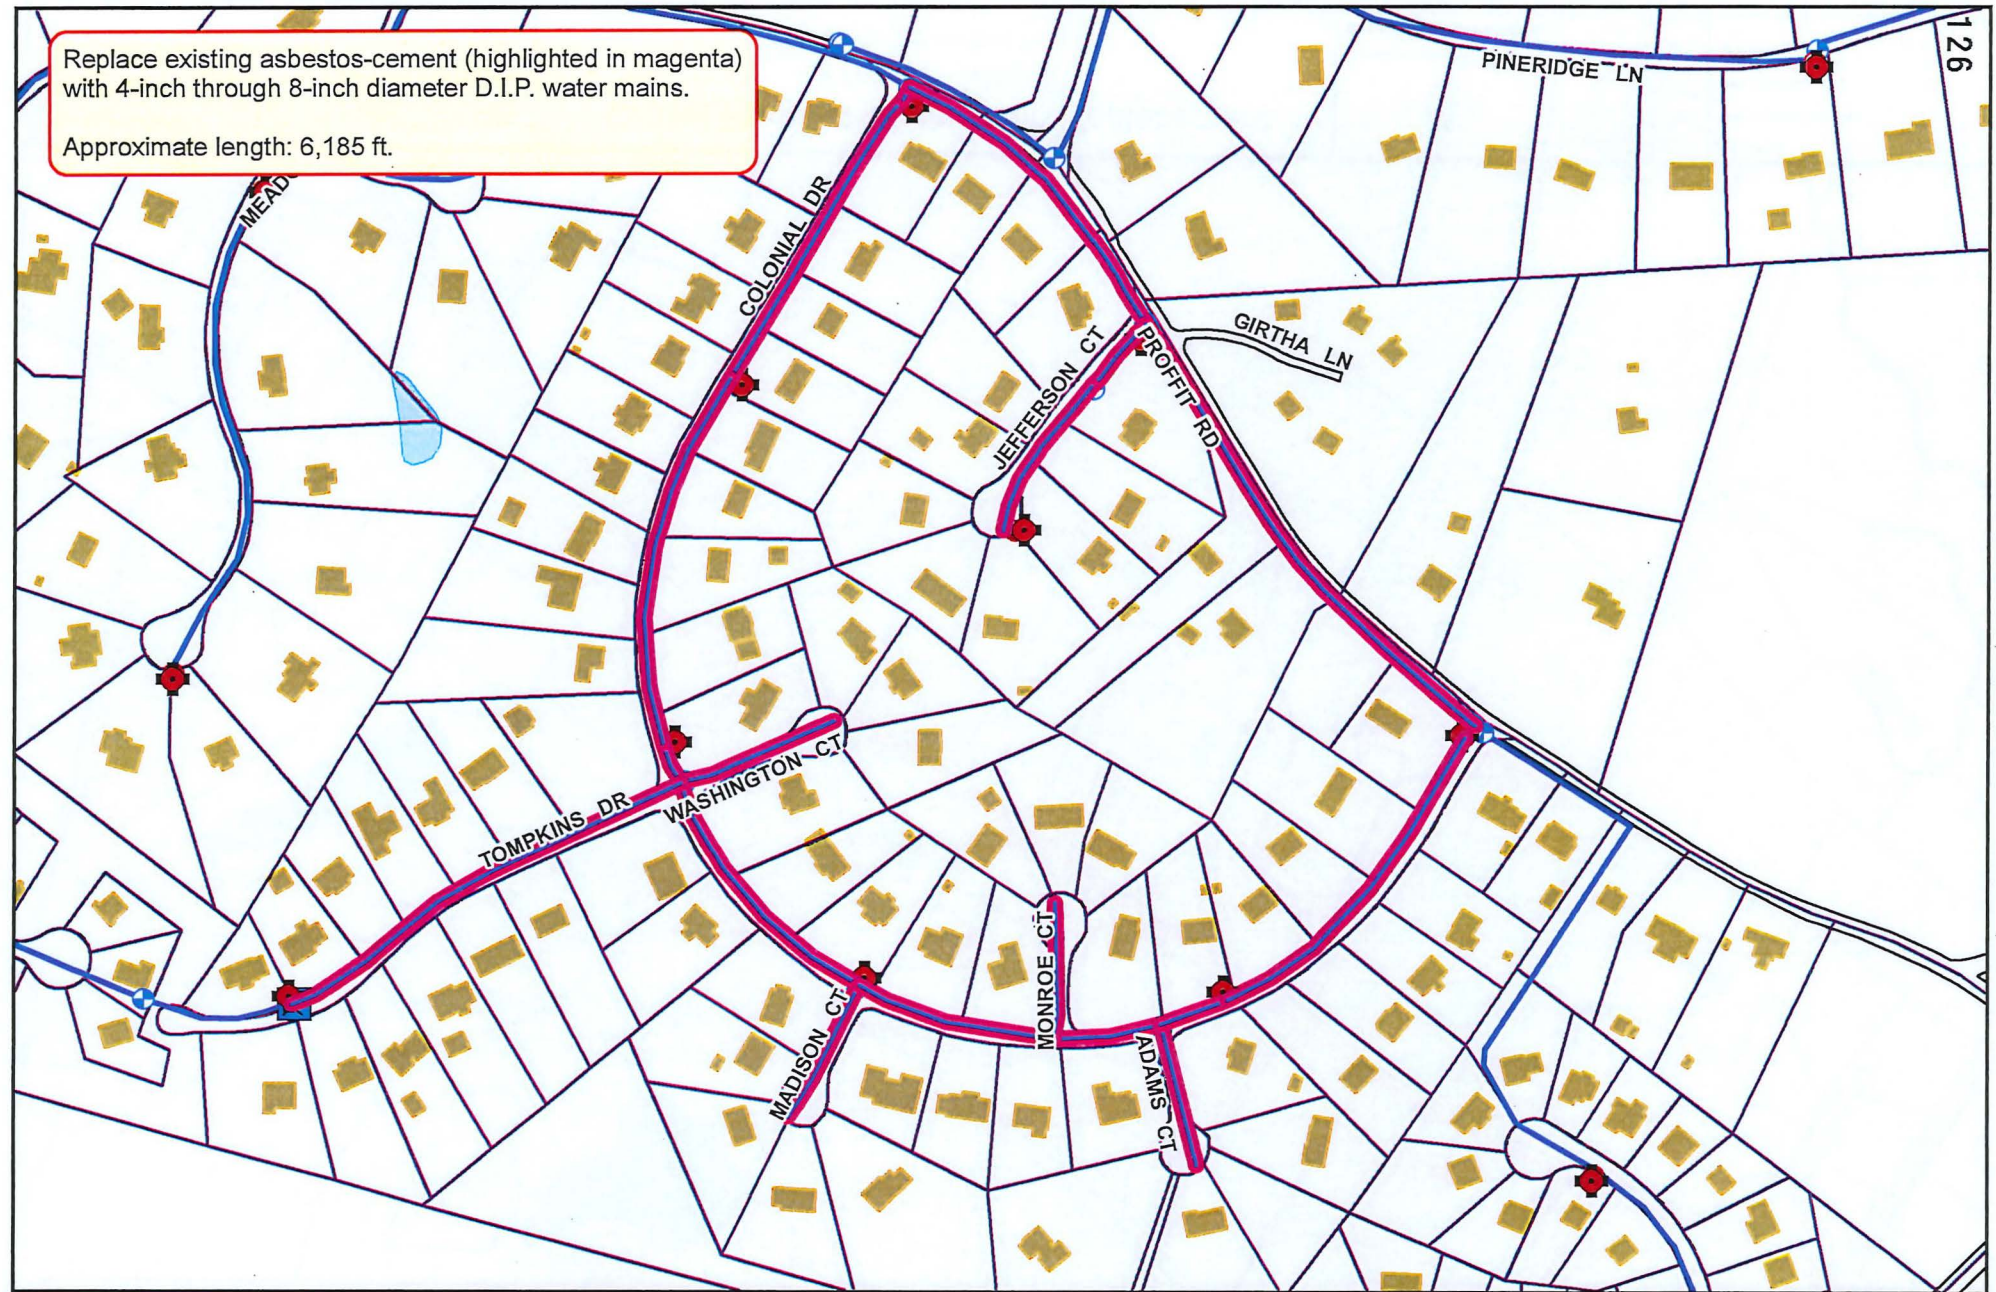 Replace existing asbestos-cement (highlighted in magenta)
with 4-inch through 8-inch diameter D.I.P. water mains.
Approximate length: 6,185 ft.
126
PINERIDGE LN
COLONIAL DR
GIRTHA LN
JEFFERSON CT
PROFFIT RD
WASHINGTON CT
TOMPKINS DR
MONROE CT
MADISON CT
ADAMS CT